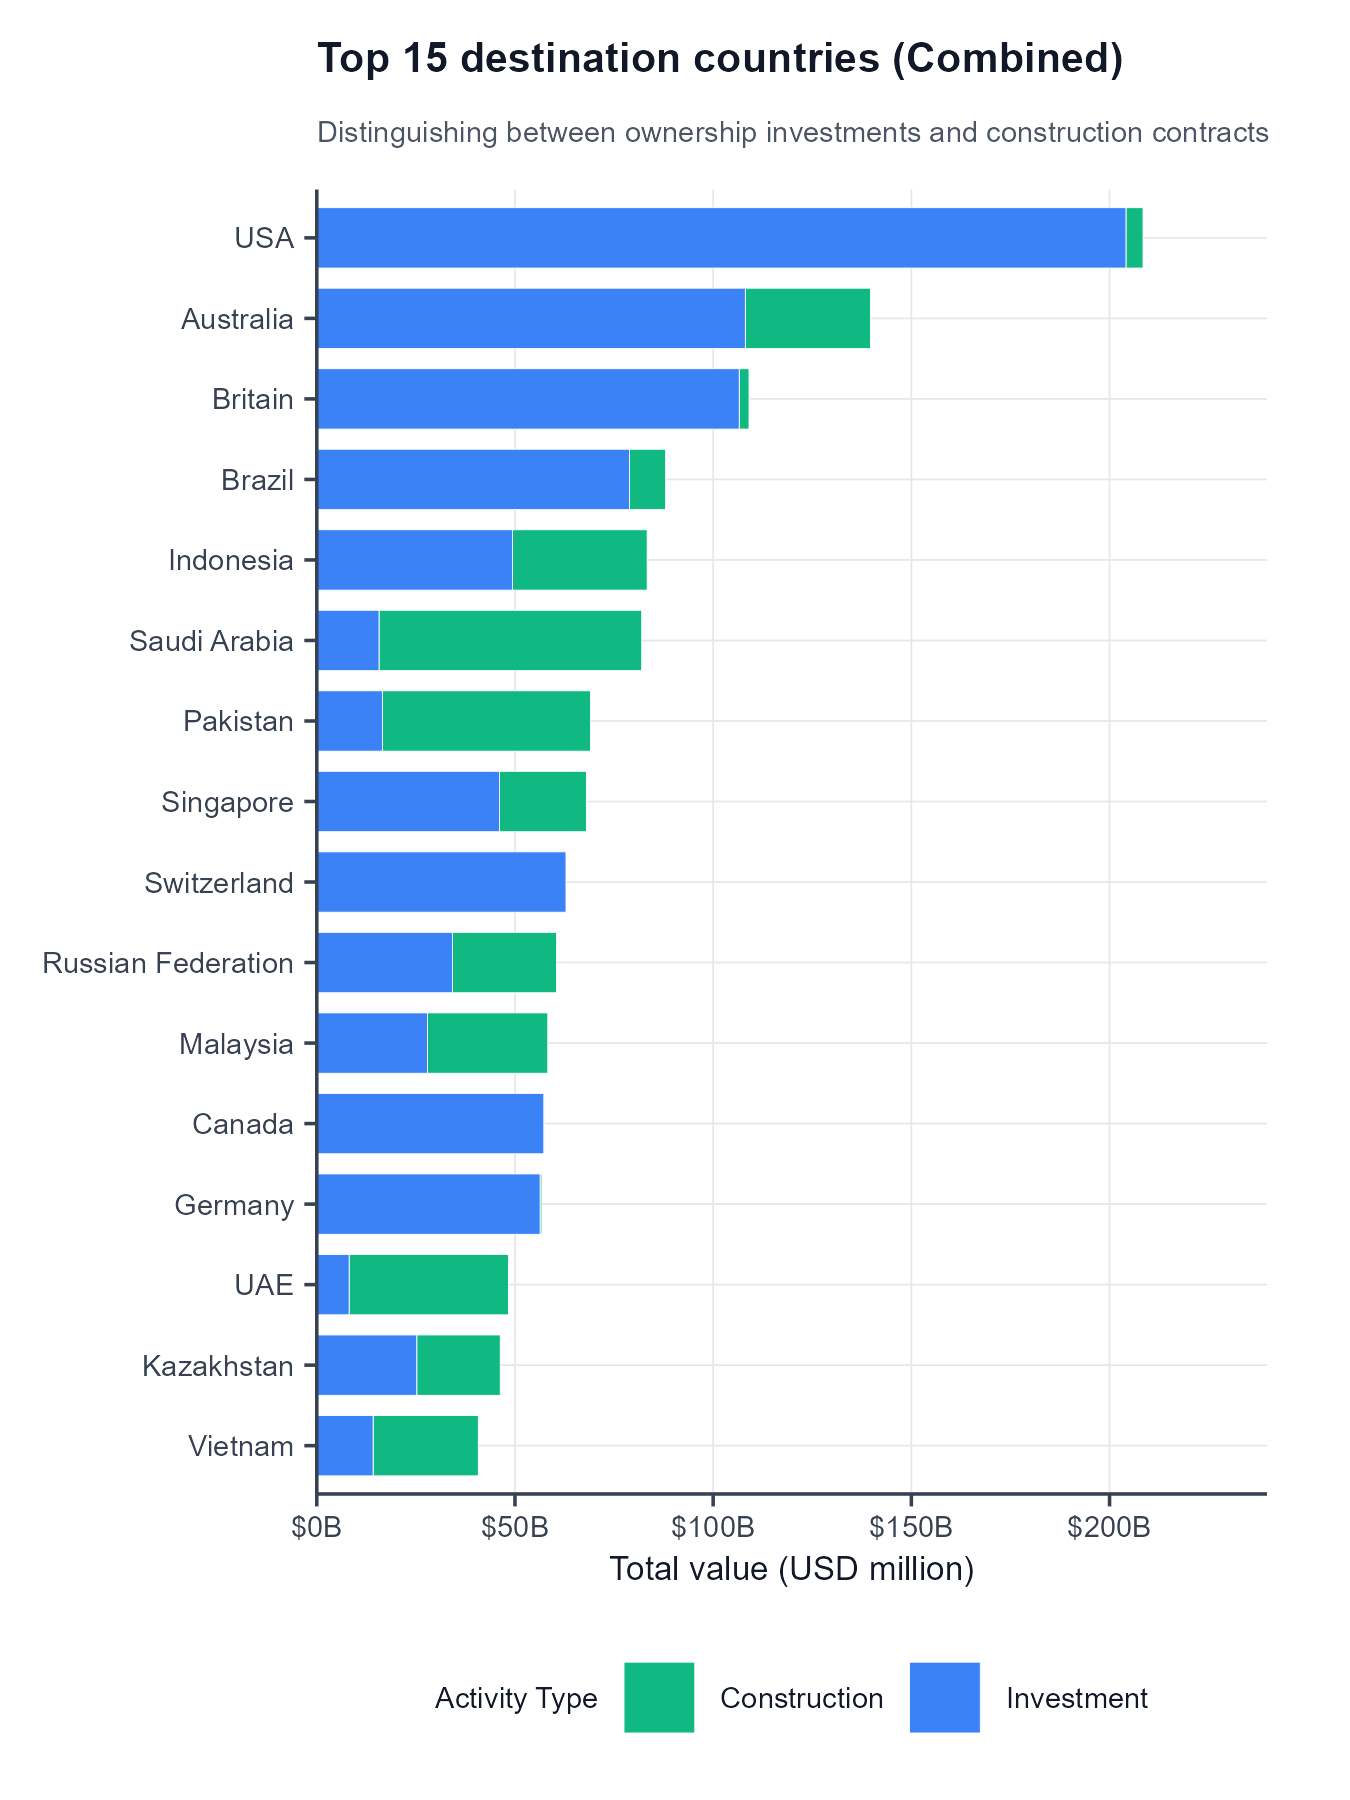 Top 15 destination countries (Combined)
Distinguishing between ownership investments and construction contracts
USA
Australia
Britain
Brazil
Indonesia
Saudi Arabia
Pakistan
Singapore
Switzerland
Russian Federation
Malaysia
Canada
Germany
UAE
Kazakhstan
Vietnam
$0B $50B $100B $150B $200B
Total value (USD million)
Activity Type Construction Investment